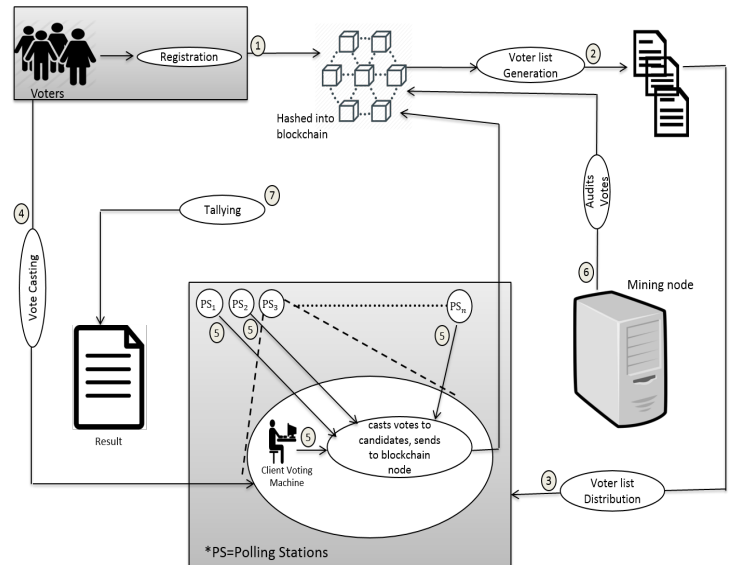 Voters
Registration
1
Hashed into
blockchain
Voter list
Generation
2
4
Vote Casting
Tallying
7
Result
Audits
Votes
6
Mining node
PS1
PS2
PS3
PSn
5
5
5
Client Voting
Machine
5
casts votes to
candidates, sends
to blockchain
node
3
Voter list
Distribution
*PS=Polling Stations